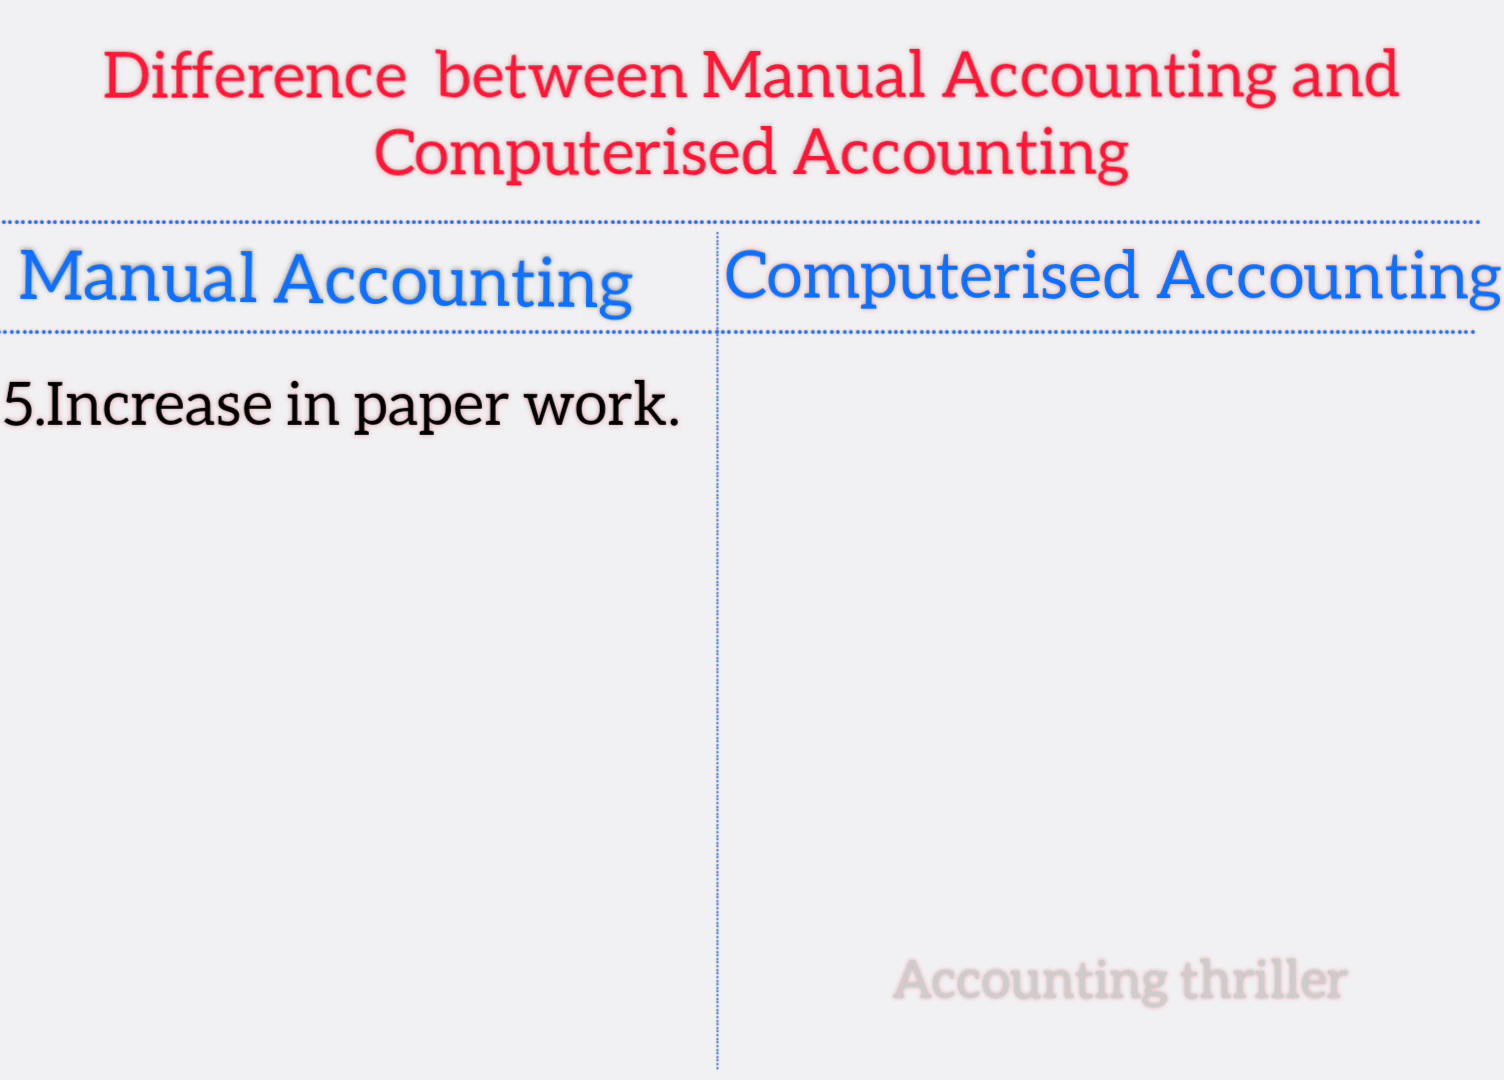 Difference between Manual Accounting and
Computerised Accounting
Manual Accounting
Computerised Accounting
5.Increase in paper work.
Accounting thriller